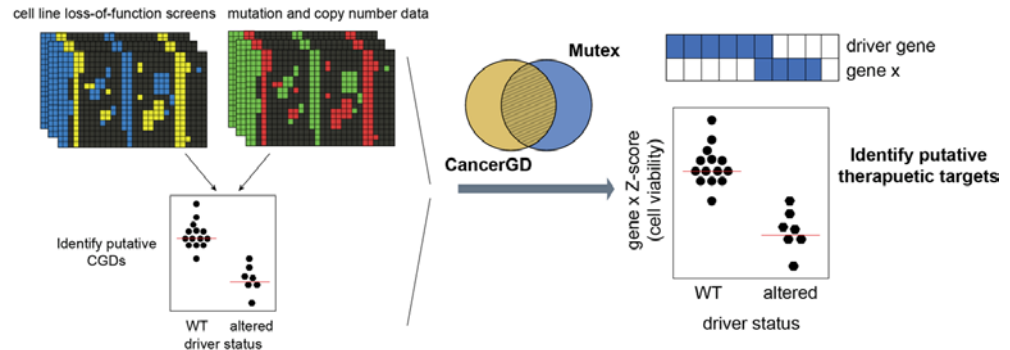 cell line loss-of-function screens
mutation and copy number data
Identify putative
CGDs
WT altered
driver status
Mutex
CancerGD
driver gene
gene x
gene x Z-score
(cell viability)
WT altered
driver status
Identify putative
therapuetic targets